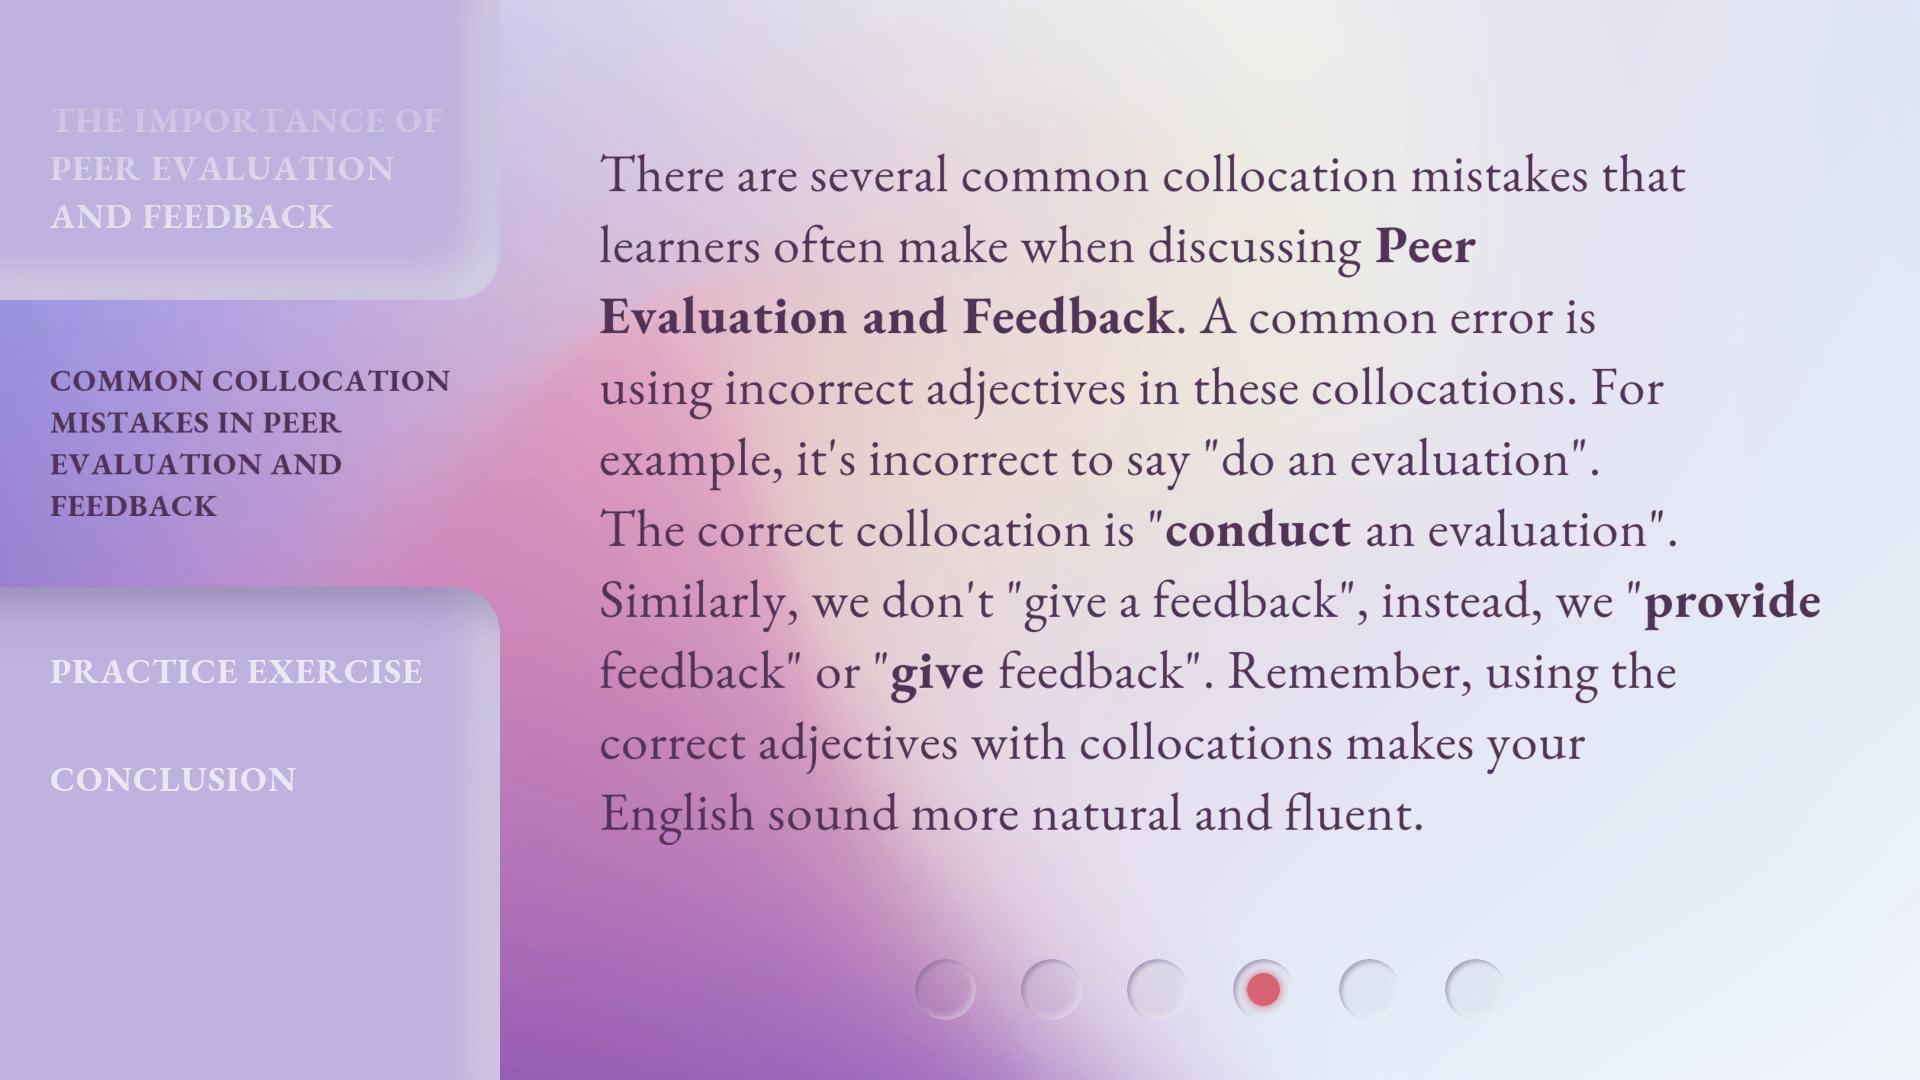 THE IMPORTANCE OF
PEER EVALUATION
AND FEEDBACK
COMMON COLLOCATION
MISTAKES IN PEER
EVALUATION AND
FEEDBACK
PRACTICE EXERCISE
CONCLUSION
There are several common collocation mistakes that
learners often make when discussing Peer
Evaluation and Feedback. A common error is
using incorrect adjectives in these collocations. For
example, it's incorrect to say "do an evaluation".
The correct collocation is "conduct an evaluation".
Similarly, we don't "give a feedback", instead, we "provide
feedback" or "give feedback". Remember, using the
correct adjectives with collocations makes your
English sound more natural and fluent.